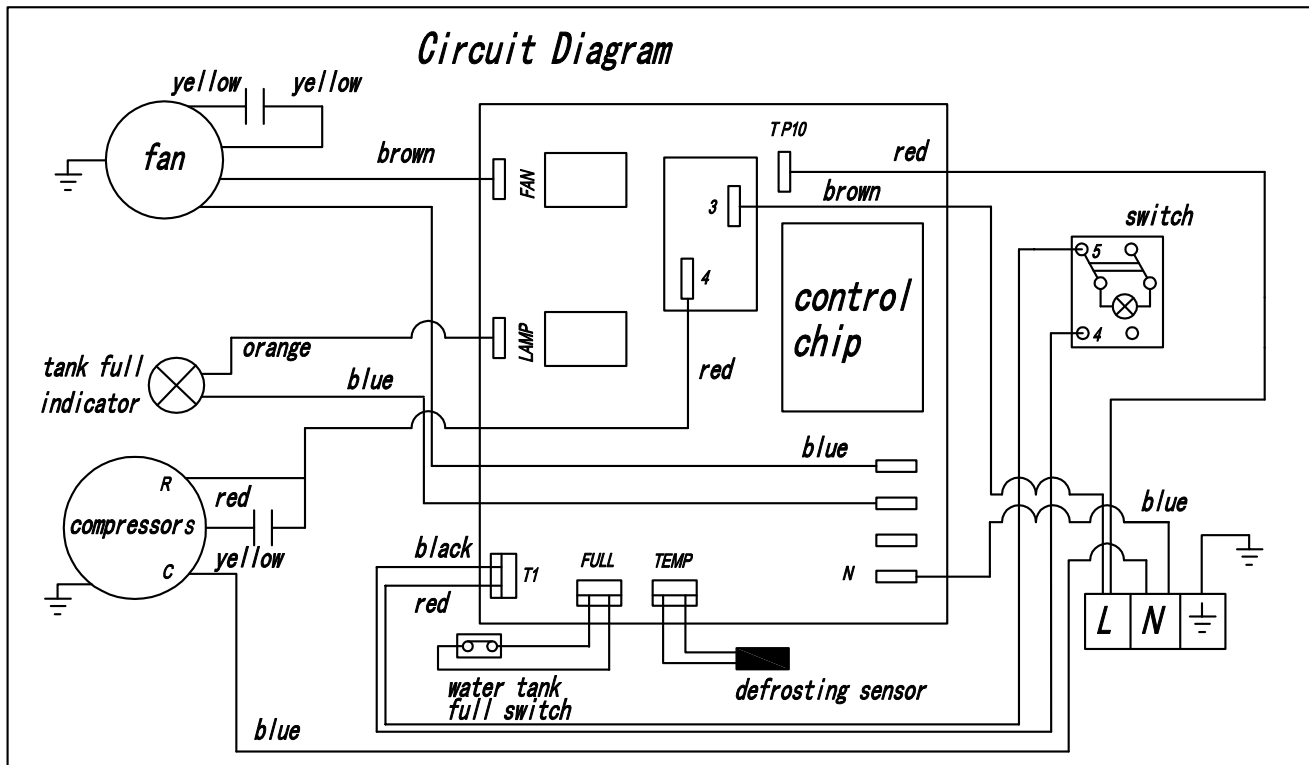 Circuit Diagram
yellow
yellow
fan
brown
FAN
TP10
red
3
brown
switch
5
4
4
control
chip
LAMP
orange
tank full
indicator
blue
red
blue
R
red
compressors
yellow
C
black
T1
red
FULL
TEMP
N
blue
L
N
water tank
full switch
defrosting sensor
blue